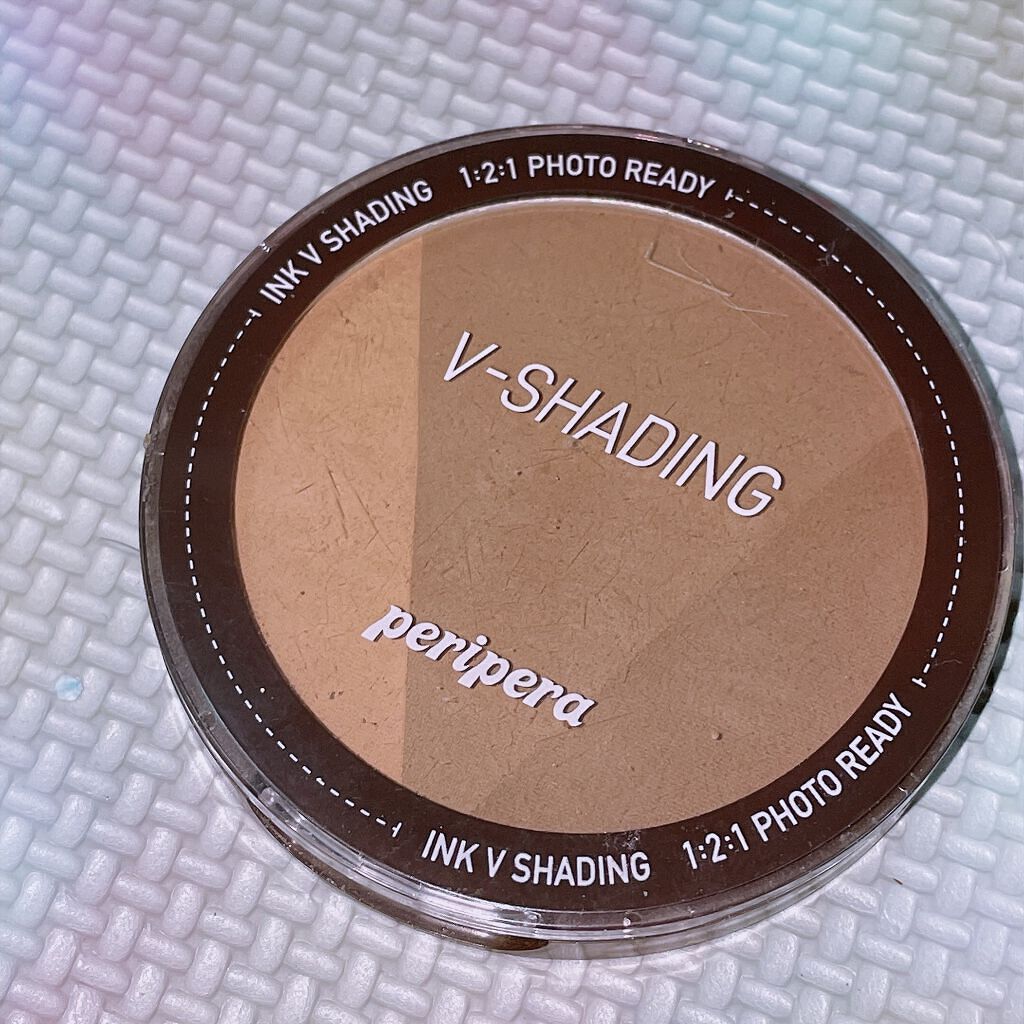 INK V SHADING 1:2:1 PHOTO READY
V-SHADING
peripera
INK V SHADING 1:2:1 PHOTO READY